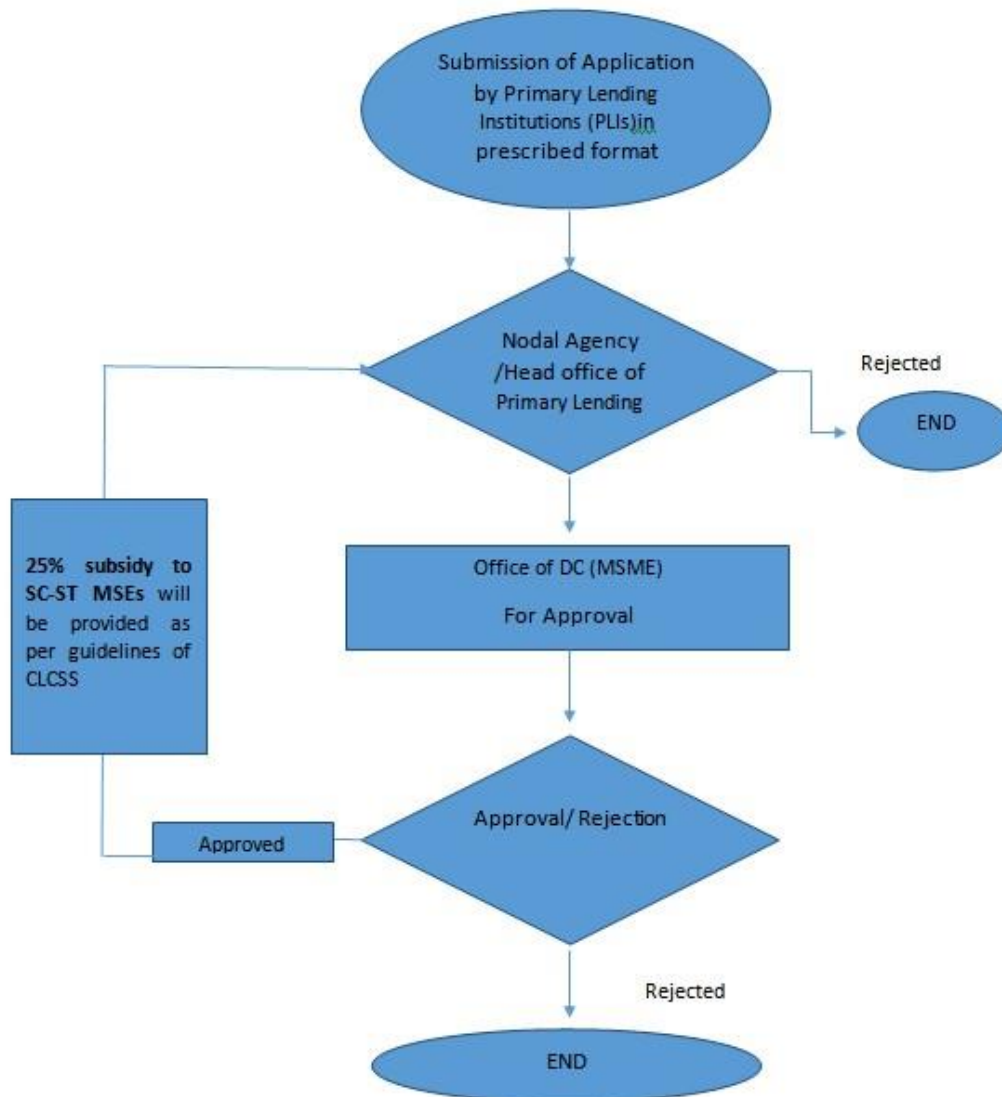 Submission of Application
by Primary Lending
Institutions (PLIs)in
prescribed format
Nodal Agency
/Head office of
Primary Lending
Rejected
END
25% subsidy to
SC-ST MSEs will
be provided as
per guidelines of
CLCSS
Office of DC (MSME)
For Approval
Approval/ Rejection
Approved
Rejected
END